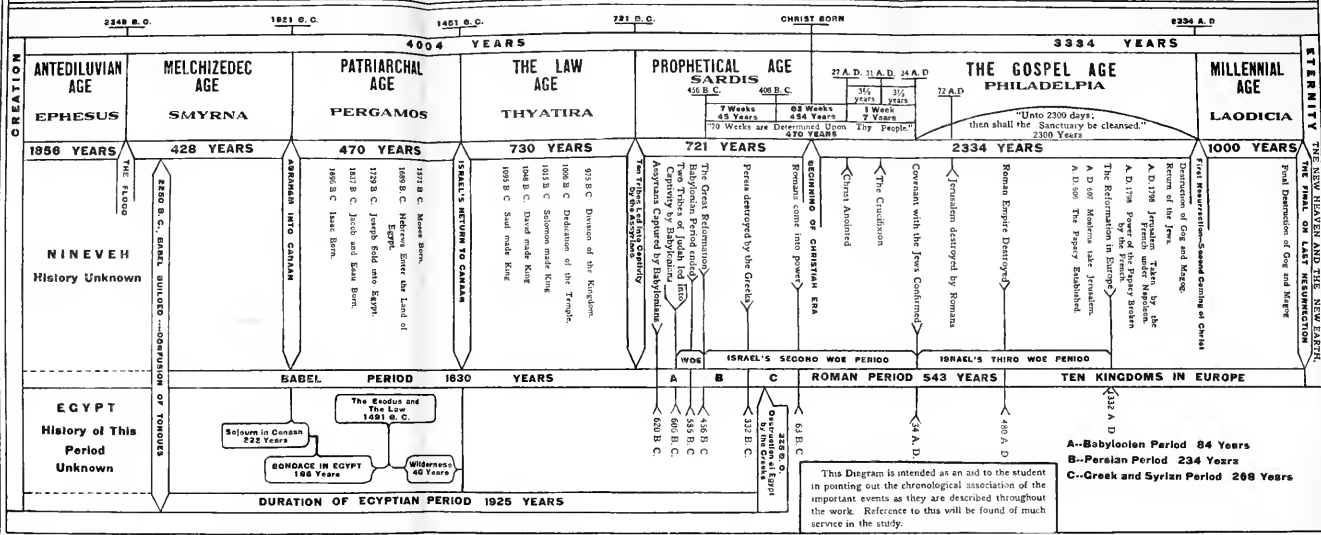 2348 B. C.
1921 B. C.
1451 B. C.
721 B. C.
CHRIST BORN
2334 A. D
4004 YEARS
3334 YEARS
CREATION
ANTEDILUVIAN
AGE
EPHESUS
MELCHIZEDEC
AGE
SMYRNA
PATRIARCHAL
AGE
PERGAMOS
THE LAW
AGE
THYATIRA
PROPHETICAL AGE
SARDIS
456 B. C.
408 B. C.
7 Weeks
45 Years
62 Weeks
434 Years
1 Week
7 Years
"70 Weeks are Determined Upon Thy People."
470 YEARS
27 A. D.
31 A. D.
34 A. D
3½
years
3½
years
72 A.D
THE GOSPEL AGE
PHILADELPIA
"Unto 2300 days;
then shall the Sanctuary be cleansed."
2300 Years
MILLENNIAL
AGE
LAODICIA
ETERNITY
THE NEW HEAVEN AND THE NEW EARTH.
1656 YEARS
428 YEARS
470 YEARS
730 YEARS
721 YEARS
2334 YEARS
1000 YEARS
NINEVEH
History Unknown
THE FLOOD
2250 B. C., BABEL BUILDED ---- CONFUSION OF TONGUES
ABRAHAM INTO CANAAN
1896 B C Isaac Born.
1837 B C. Jacob and Esau Born.
1729 B C. Joseph Sold into Egypt.
1689 B. C. Hebrews Enter the Land of
Egypt.
1571 B C. Moses Born.
ISRAEL'S RETURN TO CANAAN
1095 B C Saul made King
1048 B C. David made King
1015 B C Solomon made King
1006 B C Dedication of the Temple.
975 B C Division of the Kingdom.
Ten Tribes Led Into Captivity
by the Assyrians
Assyrians Captured by Babylonians
Two Tribes of Judah led into
Captivity by Babylonians
Babylonian Period ended
The Great Reformation
Persia destroyed by the Greeks
Romans come into power
BEGINNING OF CHRISTIAN ERA
Christ Anointed
The Crucifixion
Covenant with the Jews Confirmed
Jerusalem destroyed by Romans
Roman Empire Destroyed
A. D. 606 The Papacy Established.
A. D 607 Moslems take Jerusalem.
The Reformation in Europe
A. D. 1798 Power of the Papacy Broken
by the French.
A.D. 1798 Jerusalem Taken by the
French under Napoleon.
Return of the Jews.
Destruction of Gog and Magog.
First Resurrection--Second Coming of Christ
Final Destruction of Gog and Magog
THE FINAL OR LAST RESURRECTION
WOE
ISRAEL'S SECOND WOE PERIOD
ISRAEL'S THIRD WOE PERIOD
BABEL PERIOD 1630 YEARS
A
B
C
ROMAN PERIOD 543 YEARS
TEN KINGDOMS IN EUROPE
EGYPT
History of This
Period
Unknown
Sojourn in Canaan
222 Years
The Exodus and
The Law
1491 B. C.
BONDAGE IN EGYPT
198 Years
Wilderness
40 Years
620 B C.
606 B C.
456 B C
332 B. C.
Destruction of Egypt
by the Greeks
63 B C.
34 A. D.
480 A D
1332 A D
DURATION OF EGYPTIAN PERIOD 1925 YEARS
This Diagram is intended as an aid to the student
in pointing out the chronological association of the
important events as they are described throughout
the work. Reference to this will be found of much
service in the study.
A--Babylonien Period 84 Years
B--Persian Period 234 Years
C--Greek and Syrian Period 268 Years